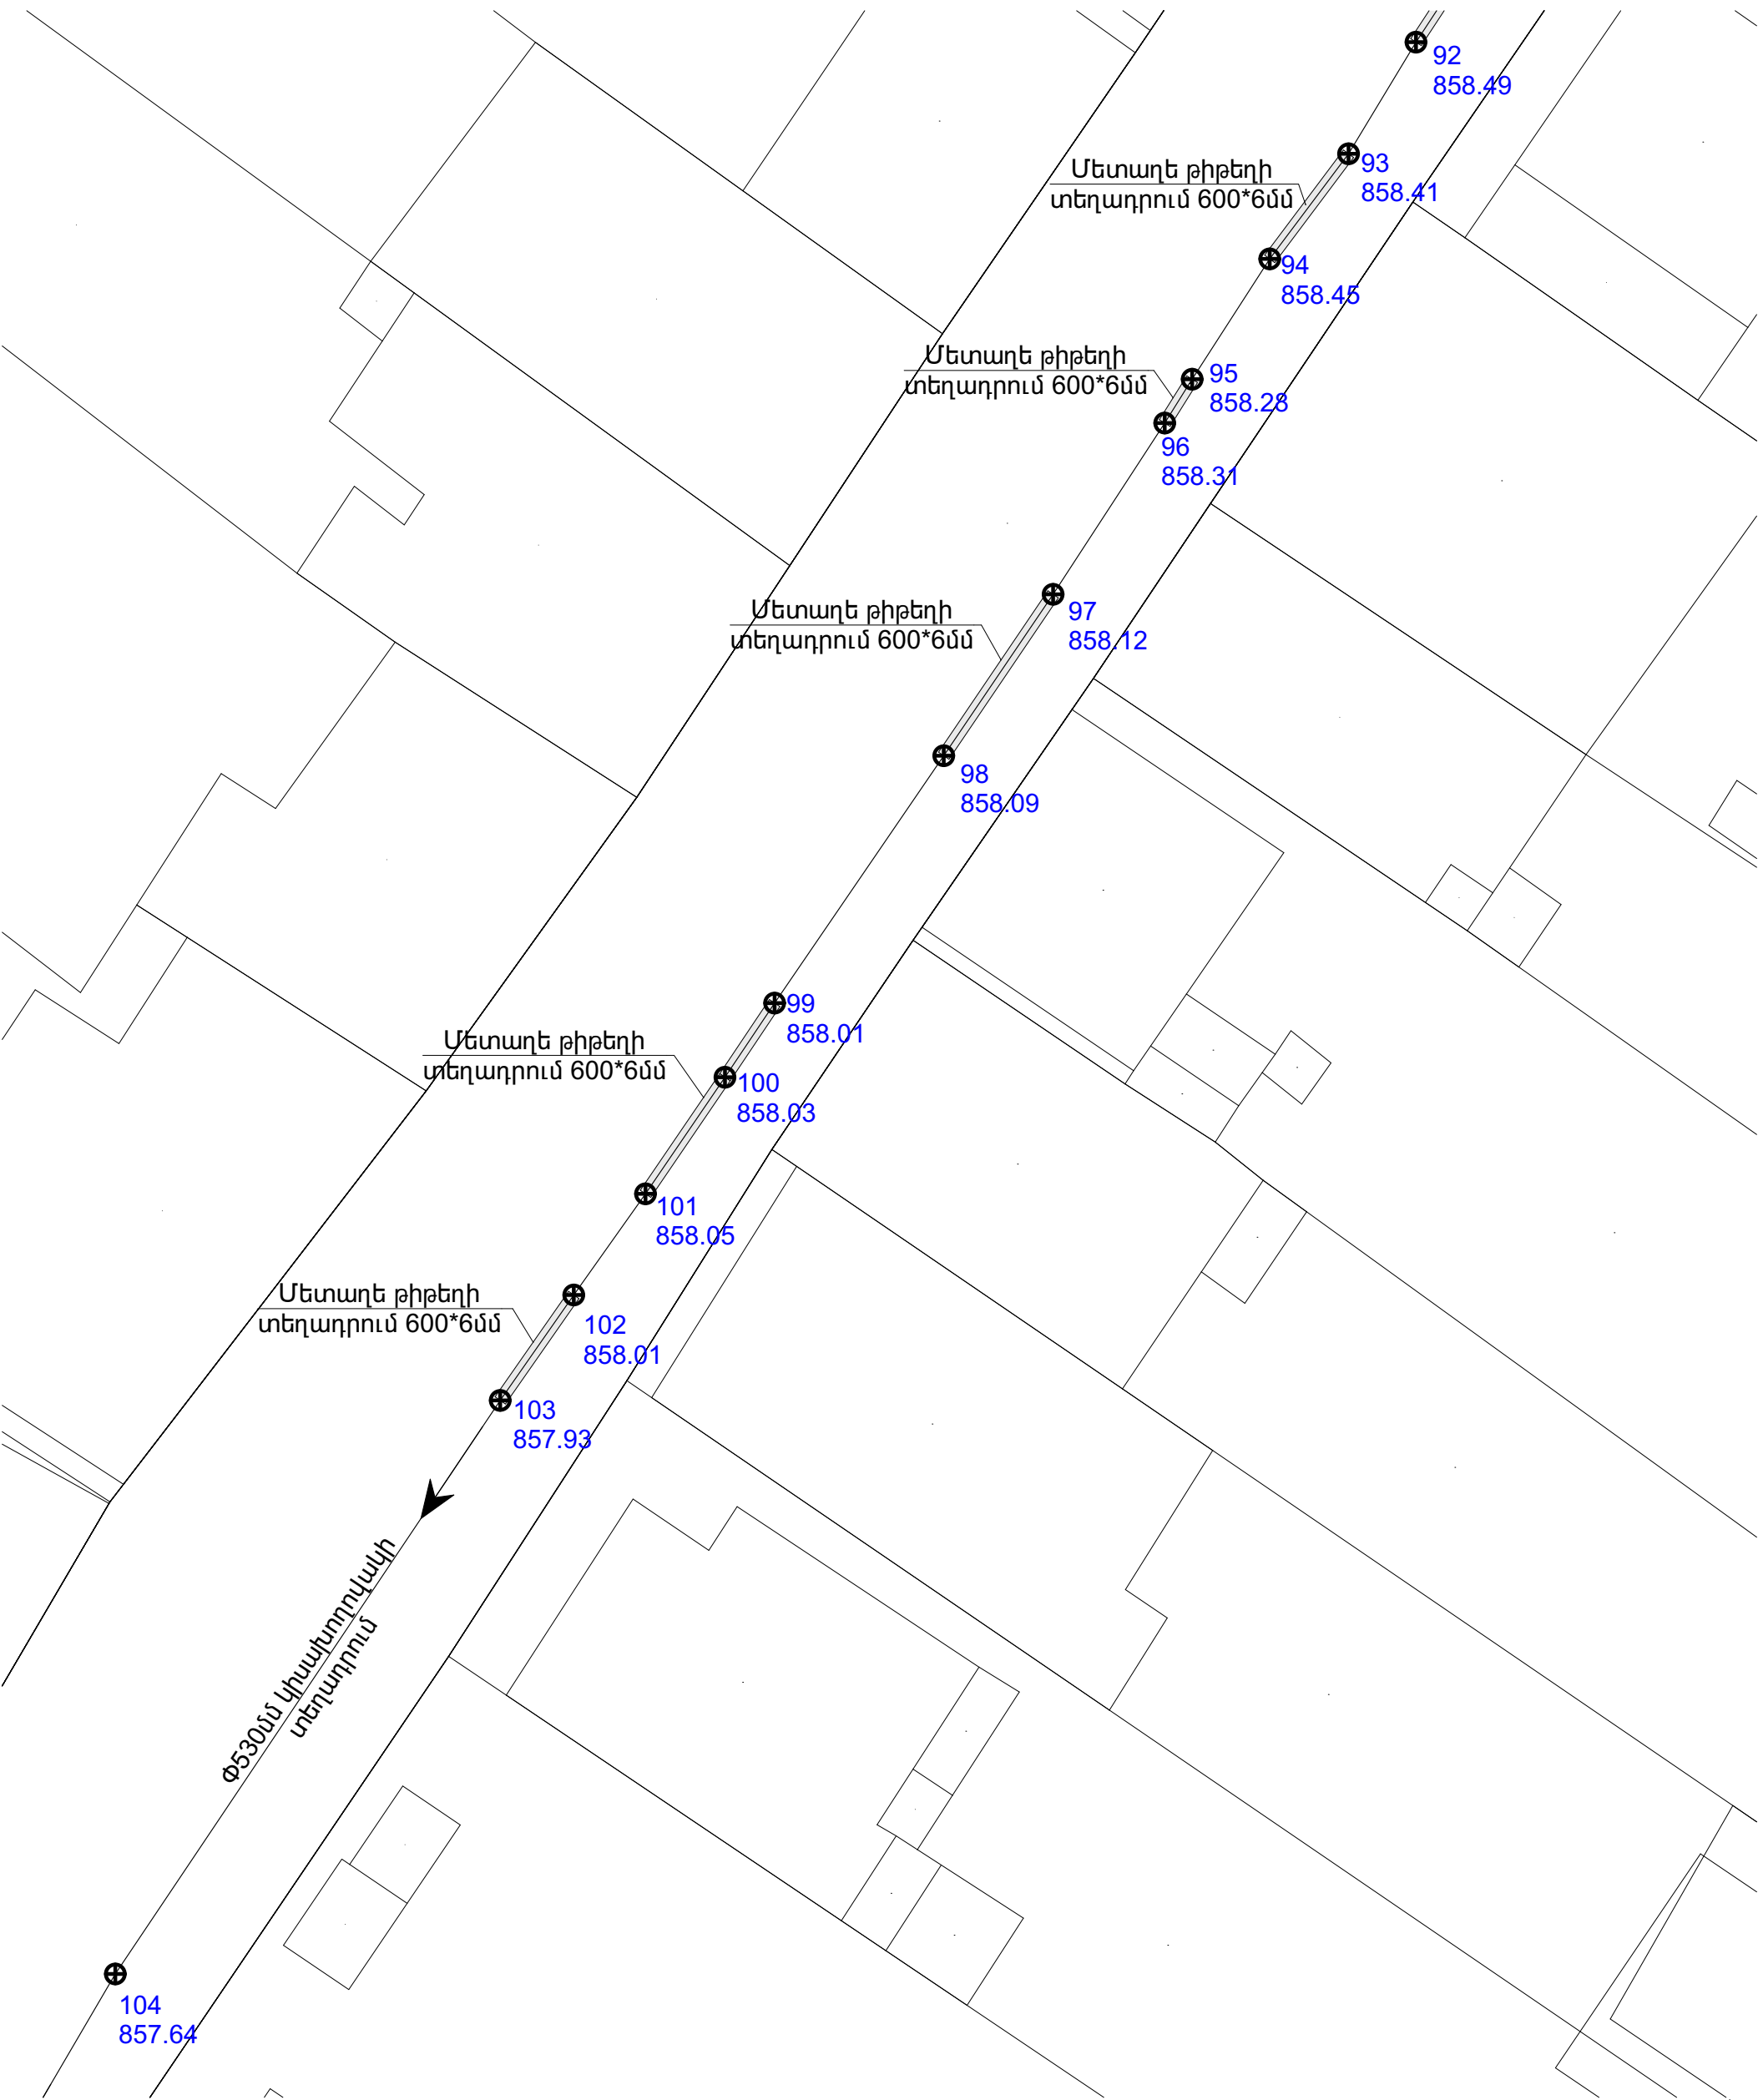 92
858.49
93
858.41
Մետաղե թիթեղի
տեղադրում 600*6մմ
94
858.45
Մետաղե թիթեղի
տեղադրում 600*6մմ
95
858.28
96
858.31
Մետաղե թիթեղի
տեղադրում 600*6մմ
97
858.12
98
858.09
99
858.01
Մետաղե թիթեղի
տեղադրում 600*6մմ
100
858.03
101
858.05
Մետաղե թիթեղի
տեղադրում 600*6մմ
102
858.01
103
857.93
Փ530մմ կիսախողովակի
տեղադրում
104
857.64